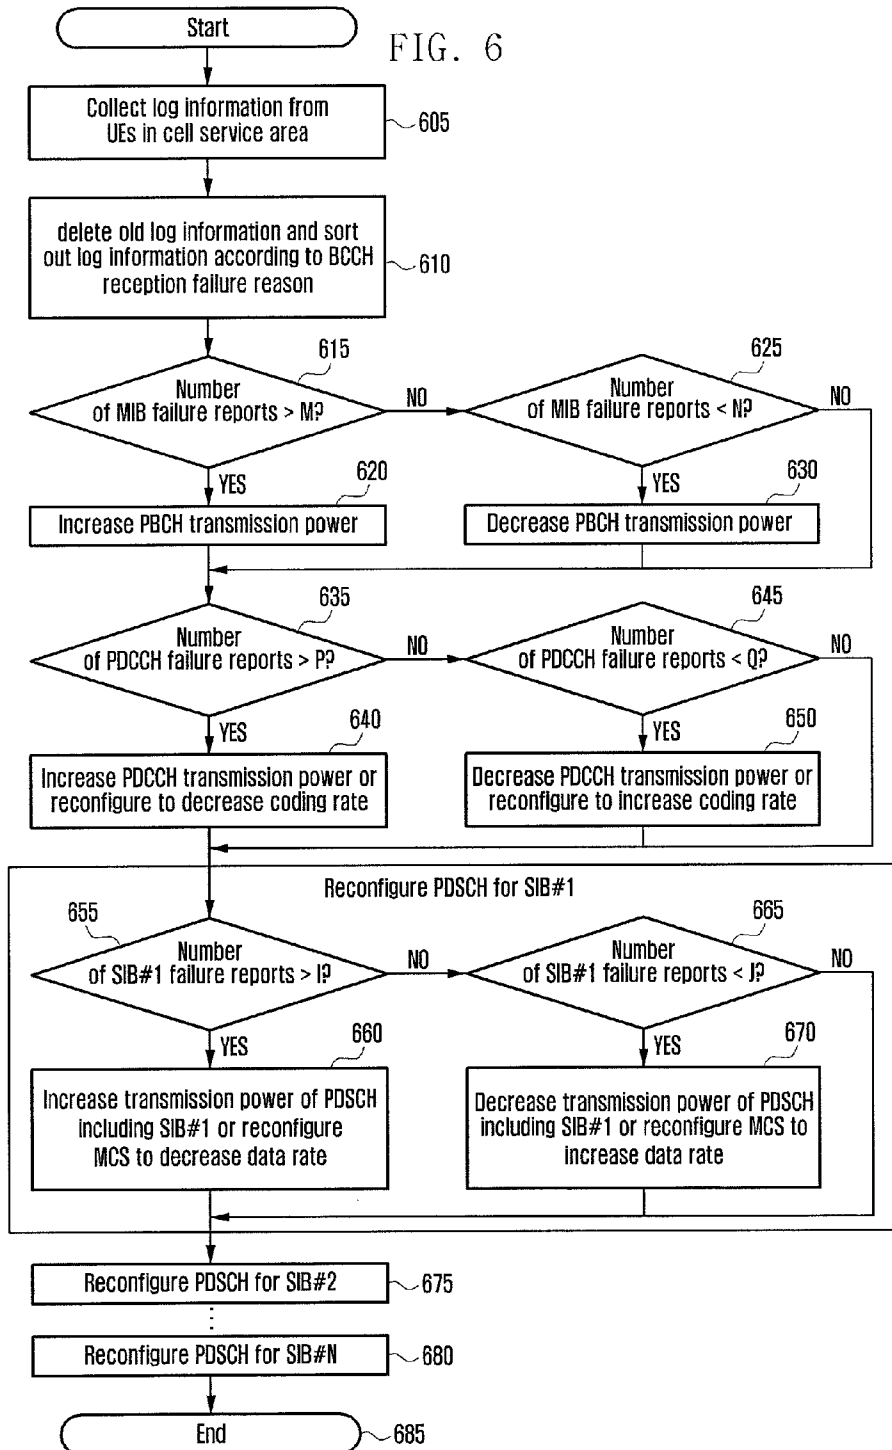 Start
FIG. 6
Collect log information from
UEs in cell service area
605
delete old log information and sort
out log information according to BCCH
reception failure reason
610
615
Number
of MIB failure reports > M?
NO
625
Number
of MIB failure reports < N?
NO
YES
620
Increase PBCH transmission power
YES
630
Decrease PBCH transmission power
635
Number
of PDCCH failure reports > P?
NO
645
Number
of PDCCH failure reports < Q?
NO
YES
640
Increase PDCCH transmission power or
reconfigure to decrease coding rate
YES
650
Decrease PDCCH transmission power or
reconfigure to increase coding rate
Reconfigure PDSCH for SIB#1
655
Number
of SIB#1 failure reports > I?
NO
665
Number
of SIB#1 failure reports < J?
NO
YES
660
Increase transmission power of PDSCH
including SIB#1 or reconfigure
MCS to decrease data rate
YES
670
Decrease transmission power of PDSCH
including SIB#1 or reconfigure MCS to
increase data rate
Reconfigure PDSCH for SIB#2
675
Reconfigure PDSCH for SIB#N
680
End
685